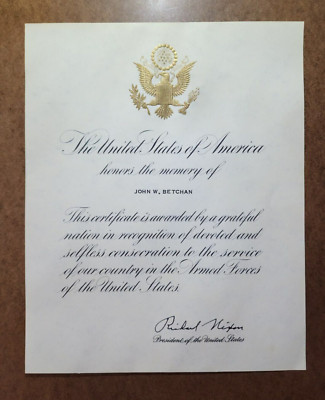 The United States of America
honors the memory of
JOHN W. BETCHAN
This certificate is awarded by a grateful
nation in recognition of devoted and
selfless consecration to the service
of our country in the Armed Forces
of the United States.
Richard Nixon
President of the United States